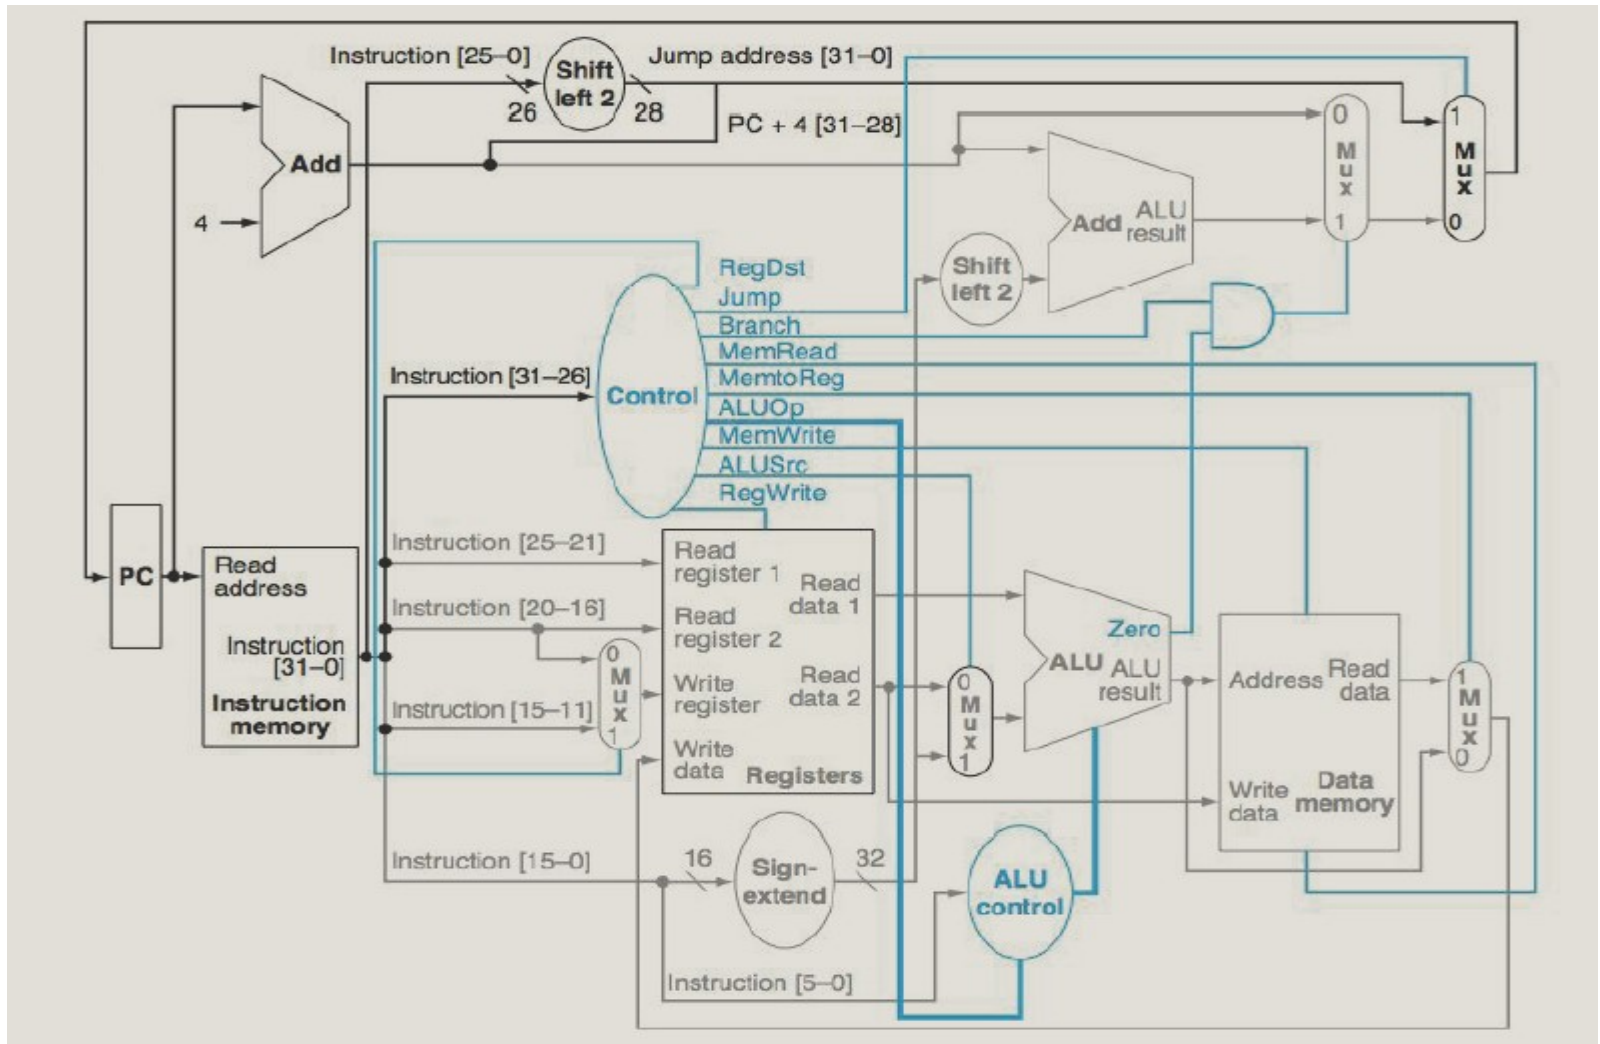 Instruction [25–0]
Shift
left 2
Jump address [31–0]
26
28
PC + 4 [31–28]
Add
4
0
M
u
x
1
1
M
u
x
0
Add
ALU
result
Shift
left 2
RegDst
Jump
Branch
MemRead
MemtoReg
ALUOp
MemWrite
ALUSrc
RegWrite
Instruction [31–26]
Control
PC
Read
address
Instruction
[31–0]
Instruction
memory
Instruction [25–21]
Instruction [20–16]
Instruction [15–11]
0
M
u
x
1
Read
register 1
Read
register 2
Write
register
Write
data
Read
data 1
Read
data 2
Registers
0
M
u
x
1
Zero
ALU
ALU
result
Address
Read
data
Write
data
Data
memory
1
M
u
x
0
Instruction [15–0]
16
Sign-
extend
32
ALU
control
Instruction [5–0]